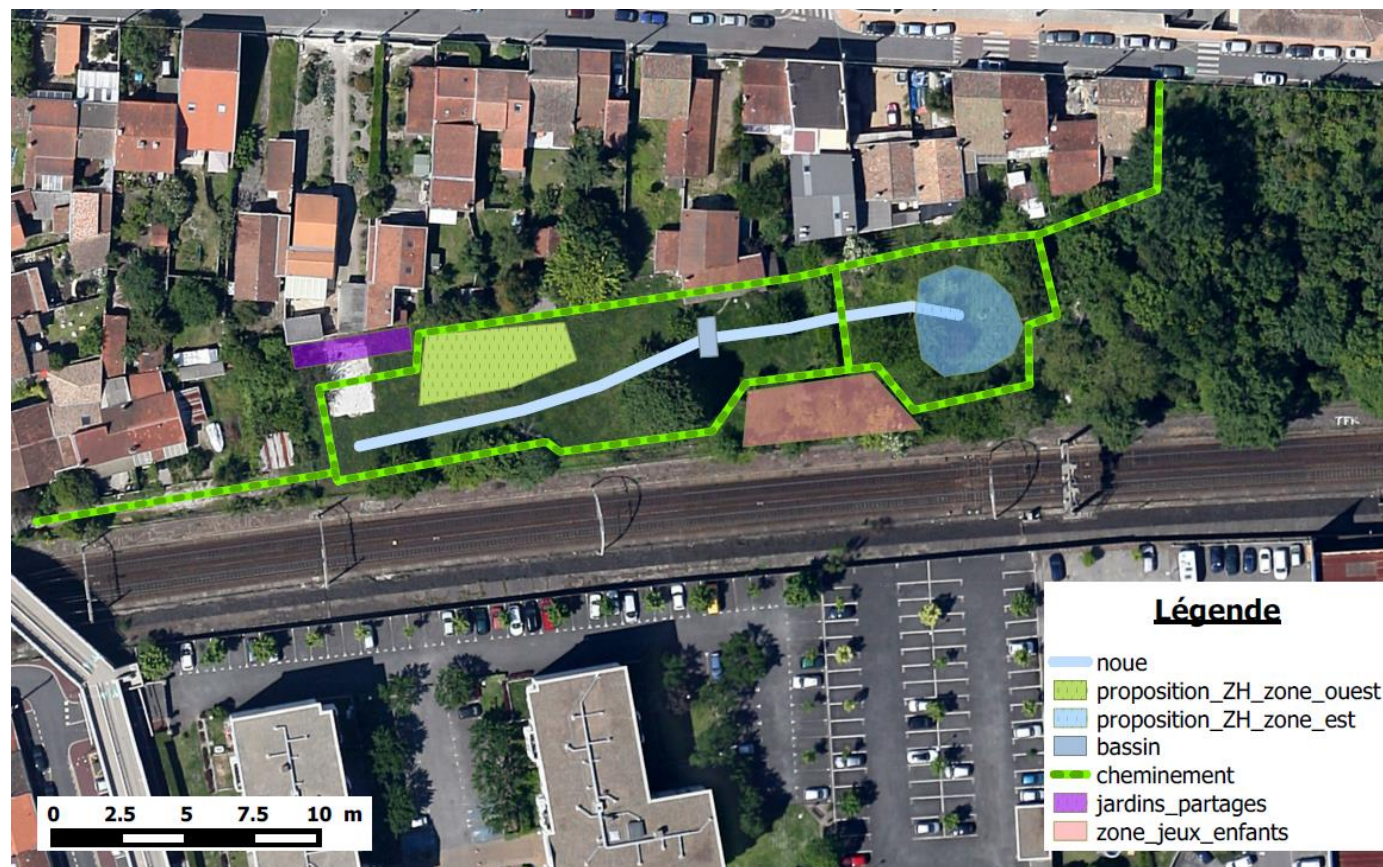 Légende
noue
proposition_ZH_zone_ouest
proposition_ZH_zone_est
bassin
cheminement
jardins_partages
zone_jeux_enfants
0 2.5 5 7.5 10 m